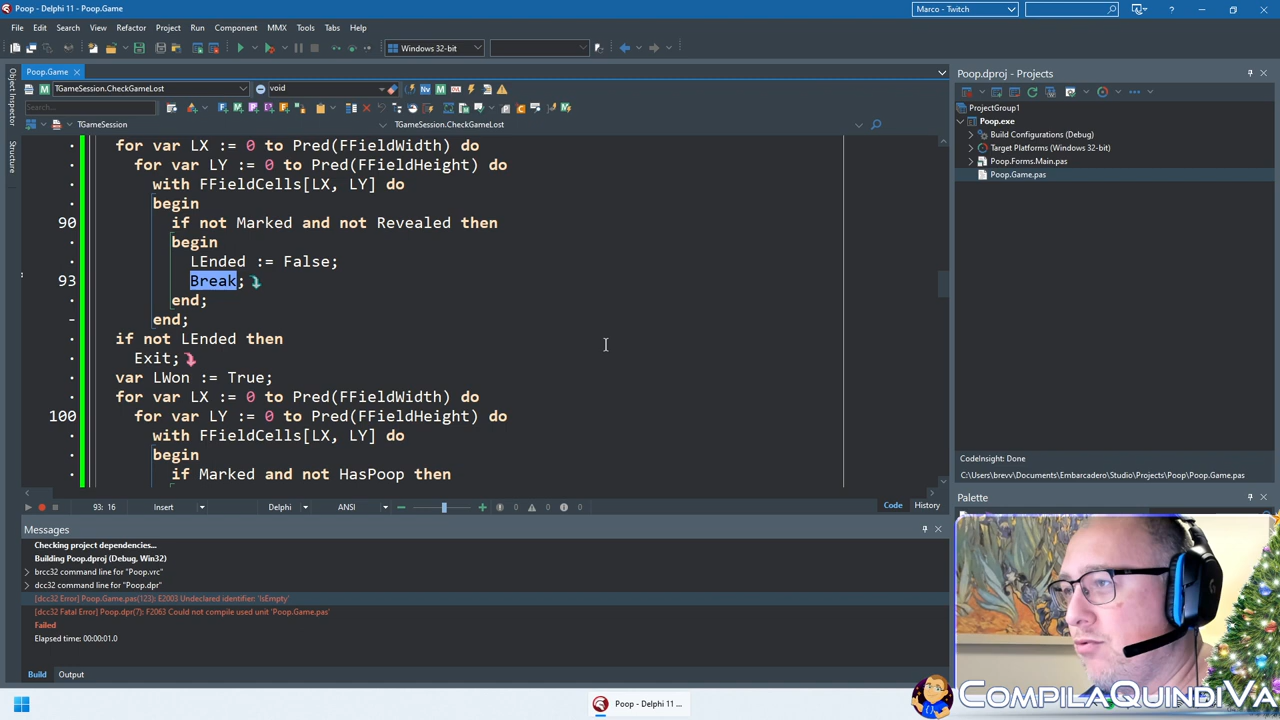 Poop - Delphi 11 - Poop.Game
Marco - Twitch
File Edit Search View Refactor Project Run Component MMX Tools Tabs Help
Windows 32-bit
Poop.Game
TGameSession.CheckGameLost void
Search...
TGameSession TGameSession.CheckGameLost
for var LX := 0 to Pred(FFieldWidth) do
for var LY := 0 to Pred(FFieldHeight) do
with FFieldCells[LX, LY] do
begin
90 if not Marked and not Revealed then
begin
LEnded := False;
93 Break;
end;
end;
if not LEnded then
Exit;
var LWon := True;
for var LX := 0 to Pred(FFieldWidth) do
100 for var LY := 0 to Pred(FFieldHeight) do
with FFieldCells[LX, LY] do
begin
if Marked and not HasPoop then
93: 16 Insert Delphi ANSI 0 0 0 Code History
Object Inspector
Structure
Messages
Checking project dependencies...
Building Poop.dproj (Debug, Win32)
brcc32 command line for "Poop.vrc"
dcc32 command line for "Poop.dpr"
[dcc32 Error] Poop.Game.pas(123): E2003 Undeclared identifier: 'IsEmpty'
[dcc32 Fatal Error] Poop.dpr(7): F2063 Could not compile used unit 'Poop.Game.pas'
Failed
Elapsed time: 00:00:01.0
Build Output
Poop.dproj - Projects
ProjectGroup1
Poop.exe
Build Configurations (Debug)
Target Platforms (Windows 32-bit)
Poop.Forms.Main.pas
Poop.Game.pas
CodeInsight: Done
C:\Users\brevv\Documents\Embarcadero\Studio\Projects\Poop\Poop.Game.pas
Palette
Poop - Delphi 11 ...
COMPILAQUINDIVA